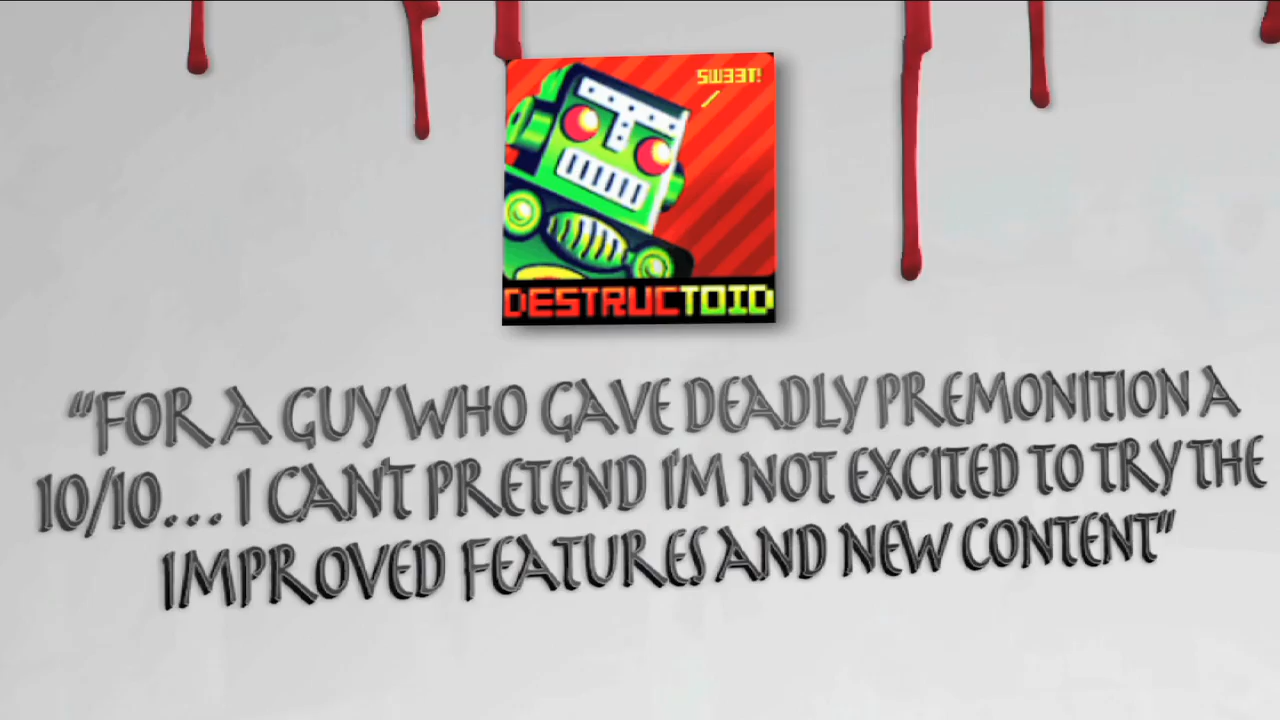 SW33T!
DESTRUCTOID
"FOR A GUY WHO GAVE DEADLY PREMONITION A
10/10... I CAN'T PRETEND I'M NOT EXCITED TO TRY THE
IMPROVED FEATURES AND NEW CONTENT"